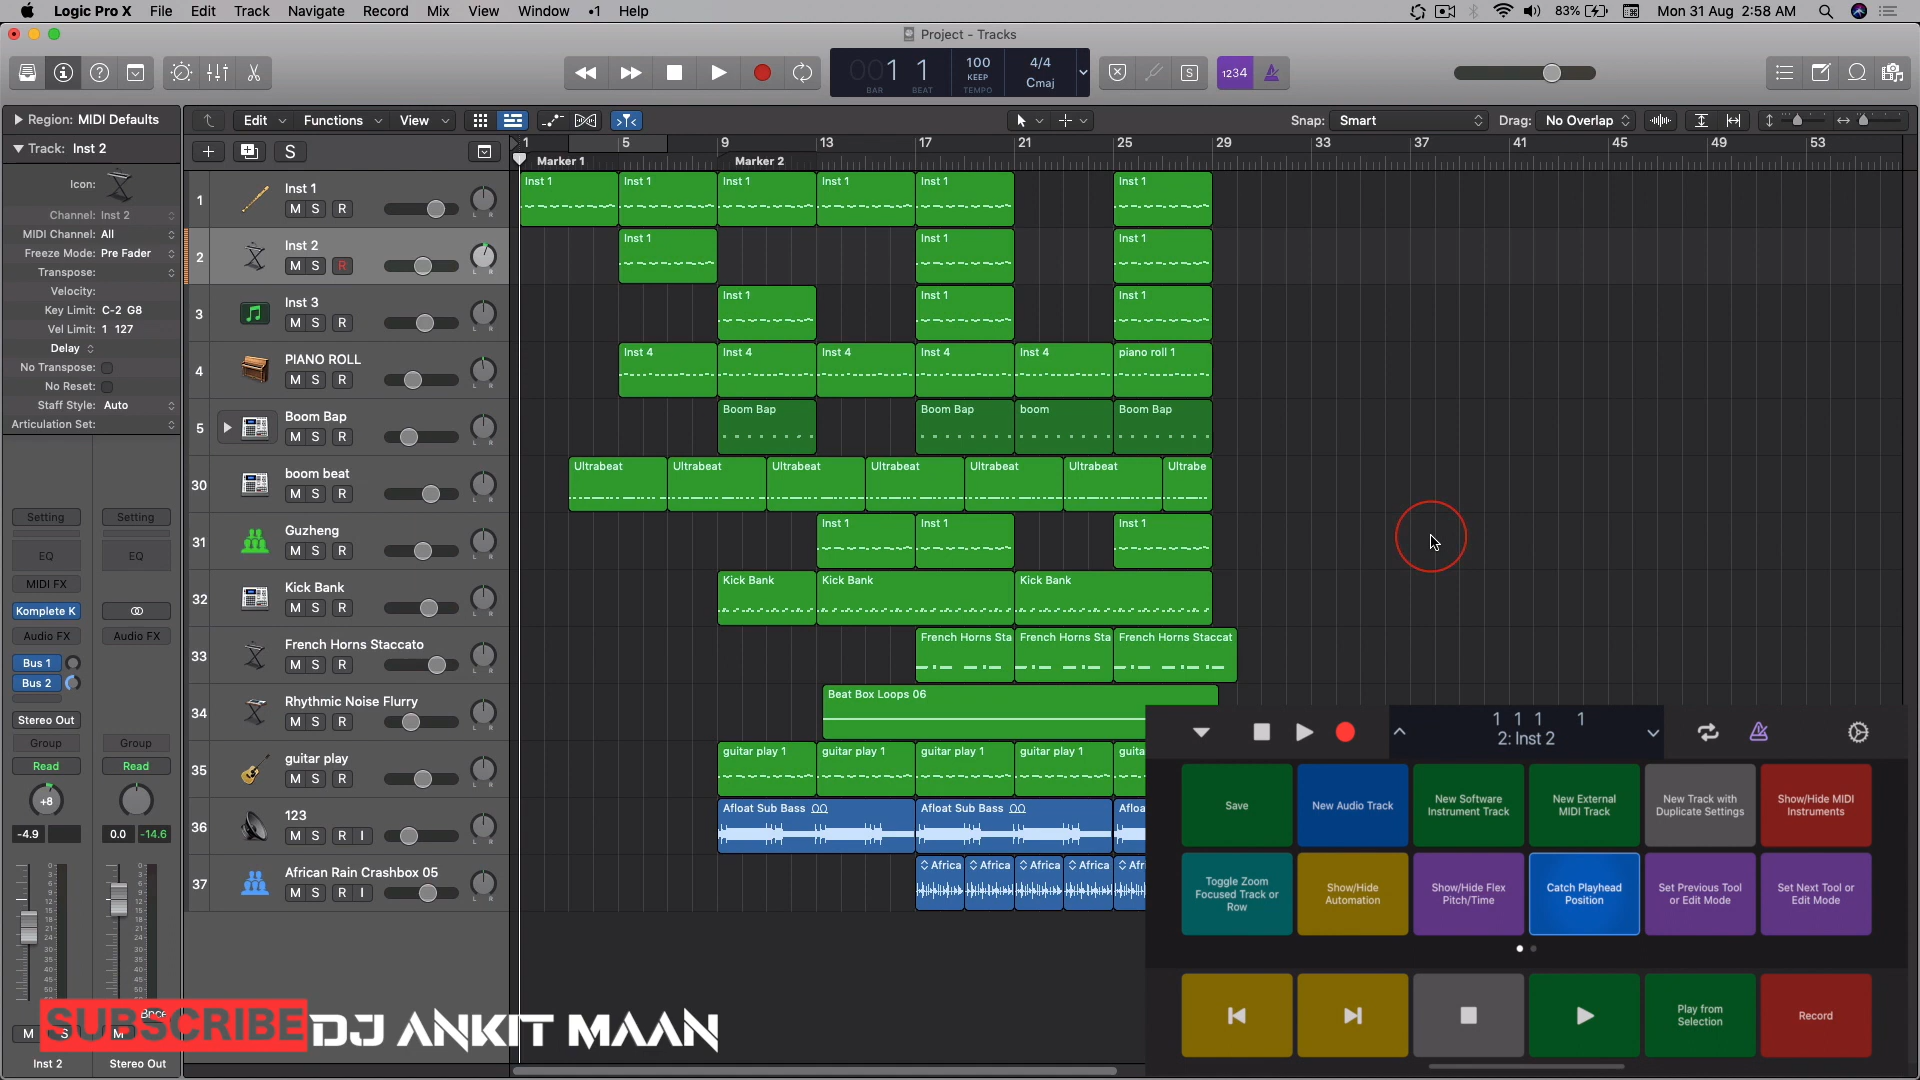 Logic Pro X File Edit Track Navigate Record Mix View Window 1 Help 83% Mon 31 Aug 2:58 AM
Project - Tracks
001 1 100 KEEP 4/4 Cmaj 1234
BAR BEAT TEMPO
Region: MIDI Defaults
Edit Functions View Snap: Smart Drag: No Overlap
Track: Inst 2
S
1 5 9 13 17 21 25 29 33 37 41 45 49 53
Marker 1 Marker 2
Icon:
Channel: Inst 2
MIDI Channel: All
Freeze Mode: Pre Fader
Transpose:
Velocity:
Key Limit: C-2 G8
Vel Limit: 1 127
Delay
No Transpose:
No Reset:
Staff Style: Auto
Articulation Set:
Setting Setting
EQ EQ
MIDI FX
Komplete K
Audio FX Audio FX
Bus 1
Bus 2
Stereo Out
Group Group
Read Read
+8
-4.9 0.0 -14.6
Bnce
M S M
Inst 2 Stereo Out
1 Inst 1 M S R
Inst 1 Inst 1 Inst 1 Inst 1 Inst 1 Inst 1
2 Inst 2 M S R
Inst 1 Inst 1 Inst 1
3 Inst 3 M S R
Inst 1 Inst 1 Inst 1
4 PIANO ROLL M S R
Inst 4 Inst 4 Inst 4 Inst 4 Inst 4 piano roll 1
5 Boom Bap M S R
Boom Bap Boom Bap boom Boom Bap
30 boom beat M S R
Ultrabeat Ultrabeat Ultrabeat Ultrabeat Ultrabeat Ultrabeat Ultrabe
31 Guzheng M S R
Inst 1 Inst 1 Inst 1
32 Kick Bank M S R
Kick Bank Kick Bank Kick Bank
33 French Horns Staccato M S R
French Horns Sta French Horns Sta French Horns Staccat
34 Rhythmic Noise Flurry M S R
Beat Box Loops 06
35 guitar play M S R
guitar play 1 guitar play 1 guitar play 1 guitar play 1 guita
36 123 M S R I
Afloat Sub Bass Afloat Sub Bass Afloa
37 African Rain Crashbox 05 M S R I
Africa Africa Africa Africa Afr
1 1 1 1
2: Inst 2
Save
New Audio Track
New Software
Instrument Track
New External
MIDI Track
New Track with
Duplicate Settings
Show/Hide MIDI
Instruments
Toggle Zoom
Focused Track or
Row
Show/Hide
Automation
Show/Hide Flex
Pitch/Time
Catch Playhead
Position
Set Previous Tool
or Edit Mode
Set Next Tool or
Edit Mode
Play from
Selection
Record
SUBSCRIBE DJ ANKIT MAAN